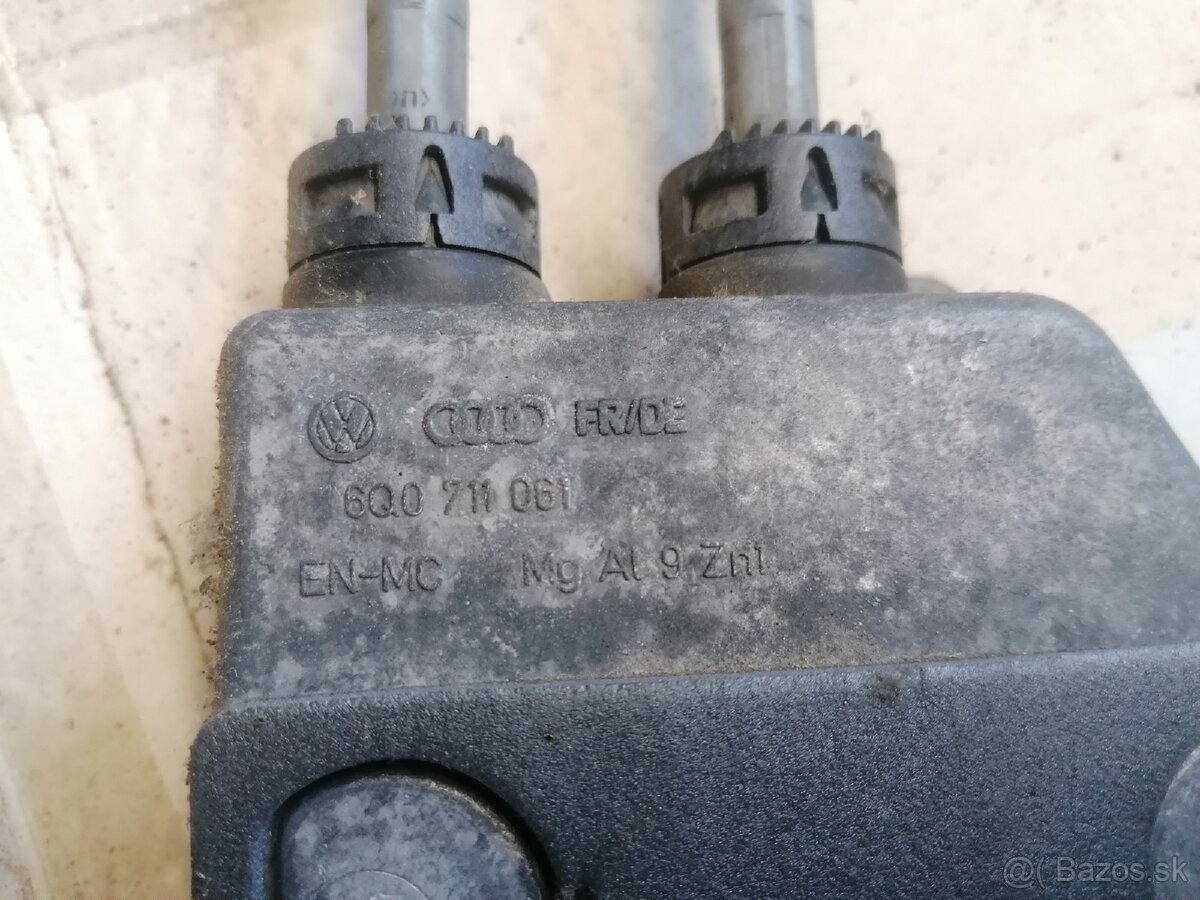 FR/DE
6Q0 711 061
EN-MC Mg Al 9 Zn1
@( Bazos.sk